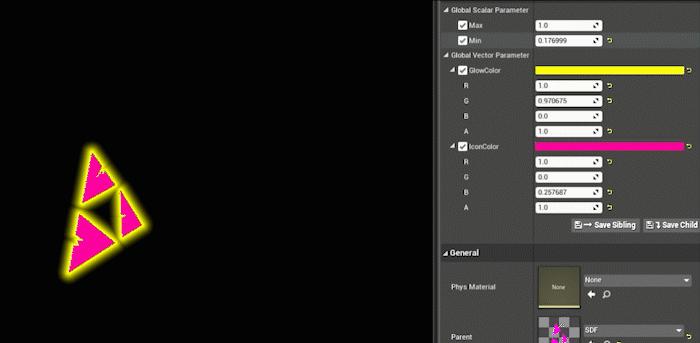 Global Scalar Parameter
Max 1.0
Min 0.176999
Global Vector Parameter
GlowColor
R 1.0
G 0.970675
B 0.0
A 1.0
IconColor
R 1.0
G 0.0
B 0.257687
A 1.0
Save Sibling Save Child
General
Phys Material None None
Parent SDF